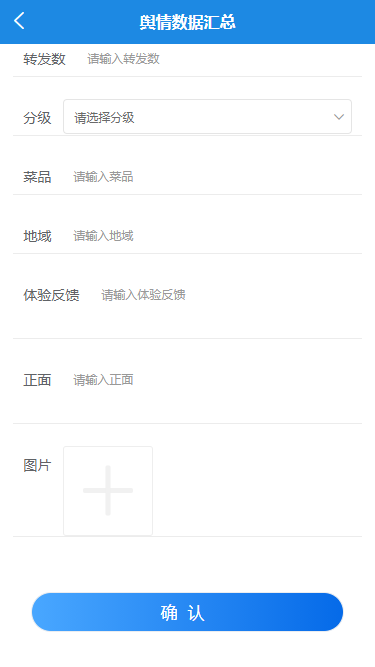 舆情数据汇总
转发数 请输入转发数
分级 请选择分级
菜品 请输入菜品
地域 请输入地域
体验反馈 请输入体验反馈
正面 请输入正面
图片
确 认